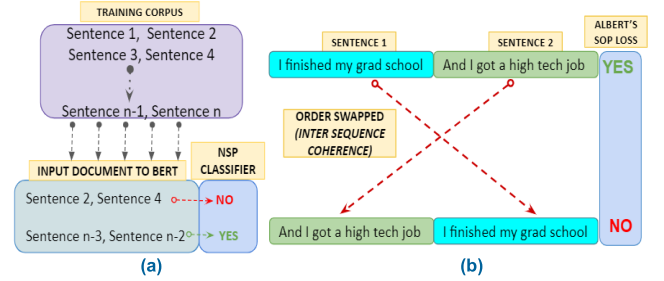 TRAINING CORPUS
Sentence 1, Sentence 2
Sentence 3, Sentence 4
Sentence n-1, Sentence n
INPUT DOCUMENT TO BERT
NSP
CLASSIFIER
Sentence 2, Sentence 4
NO
Sentence n-3, Sentence n-2
YES
(a)
SENTENCE 1
SENTENCE 2
ALBERT'S
SOP LOSS
I finished my grad school
And I got a high tech job
YES
ORDER SWAPPED
(INTER SEQUENCE
COHERENCE)
And I got a high tech job
I finished my grad school
NO
(b)